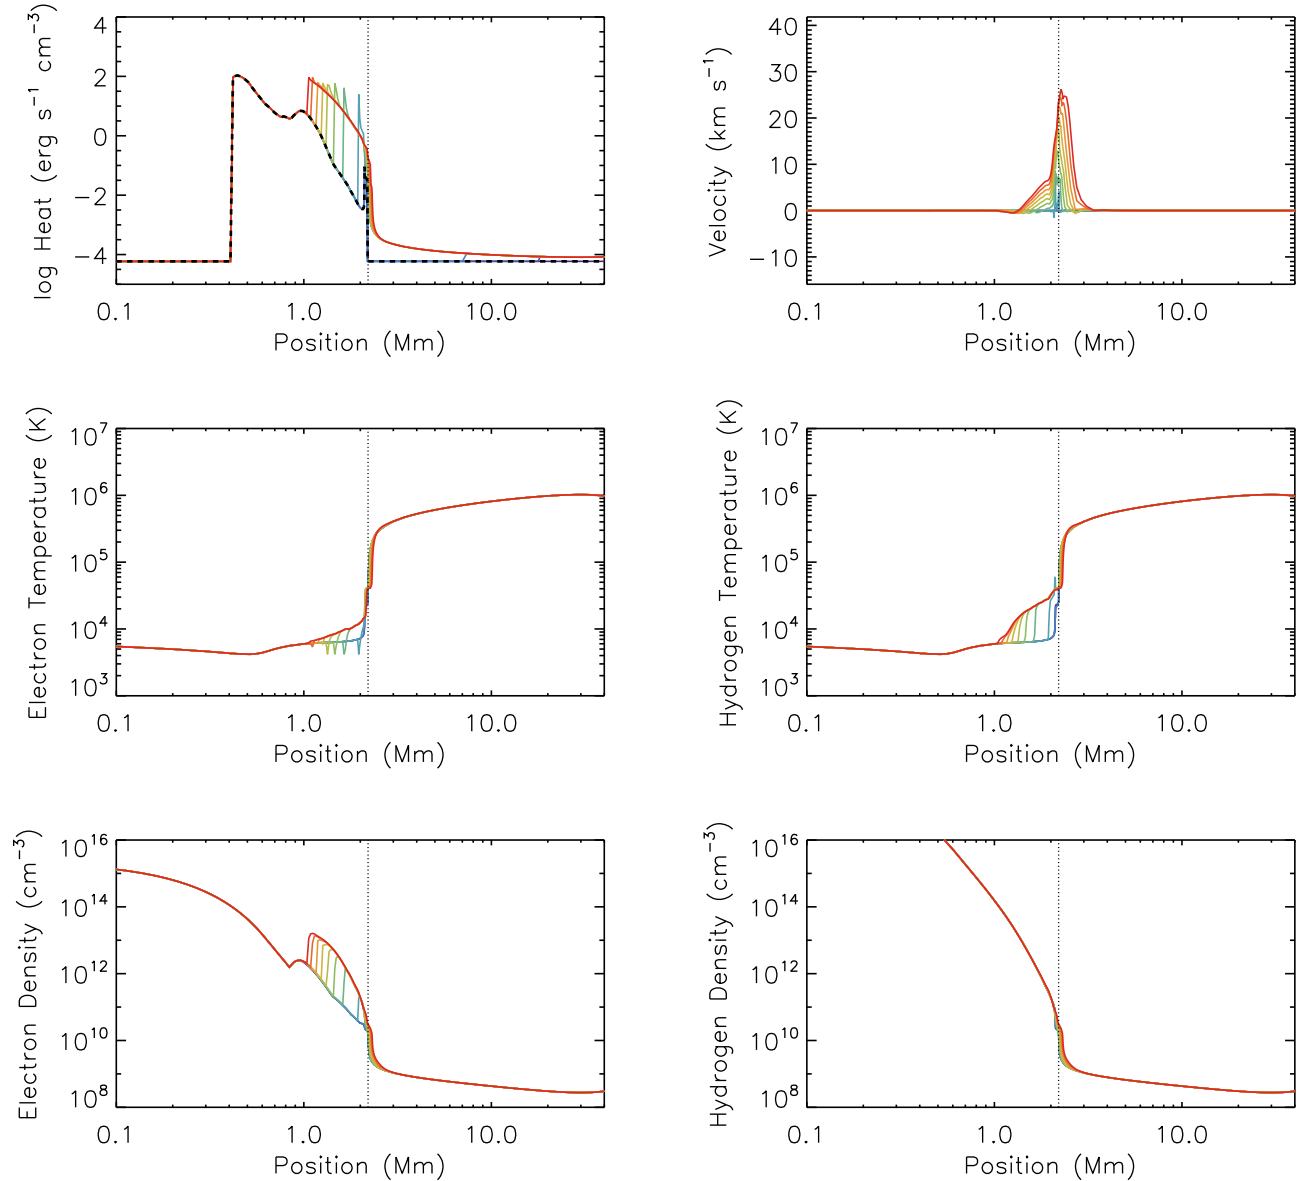 log Heat (erg s⁻¹ cm⁻³)
4
2
0
−2
−4
0.1 1.0 10.0
Position (Mm)
Velocity (km s⁻¹)
40
30
20
10
0
−10
0.1 1.0 10.0
Position (Mm)
Electron Temperature (K)
10⁷
10⁶
10⁵
10⁴
10³
0.1 1.0 10.0
Position (Mm)
Hydrogen Temperature (K)
10⁷
10⁶
10⁵
10⁴
10³
0.1 1.0 10.0
Position (Mm)
Electron Density (cm⁻³)
10¹⁶
10¹⁴
10¹²
10¹⁰
10⁸
0.1 1.0 10.0
Position (Mm)
Hydrogen Density (cm⁻³)
10¹⁶
10¹⁴
10¹²
10¹⁰
10⁸
0.1 1.0 10.0
Position (Mm)